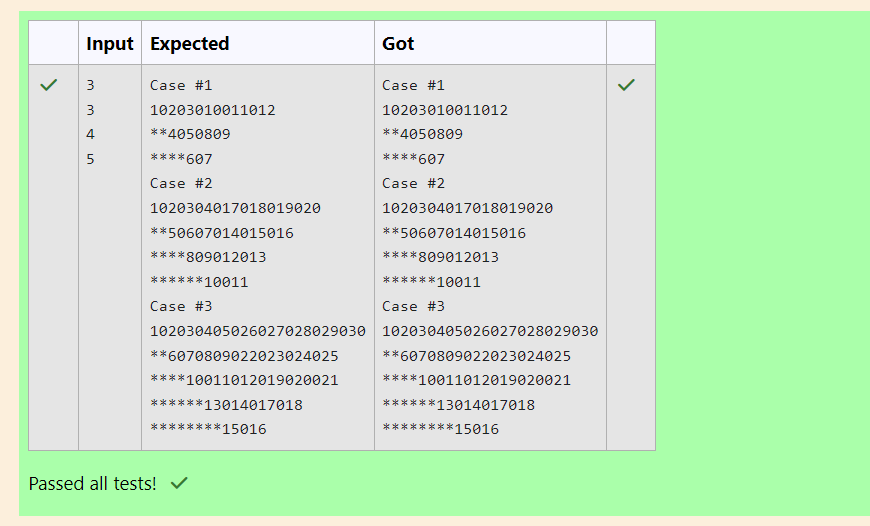 Input Expected Got
3 Case #1 Case #1
3 10203010011012 10203010011012
4 **4050809 **4050809
5 ****607 ****607
Case #2 Case #2
1020304017018019020 1020304017018019020
**50607014015016 **50607014015016
****809012013 ****809012013
******10011 ******10011
Case #3 Case #3
102030405026027028029030 102030405026027028029030
**6070809022023024025 **6070809022023024025
****10011012019020021 ****10011012019020021
******13014017018 ******13014017018
********15016 ********15016
Passed all tests!